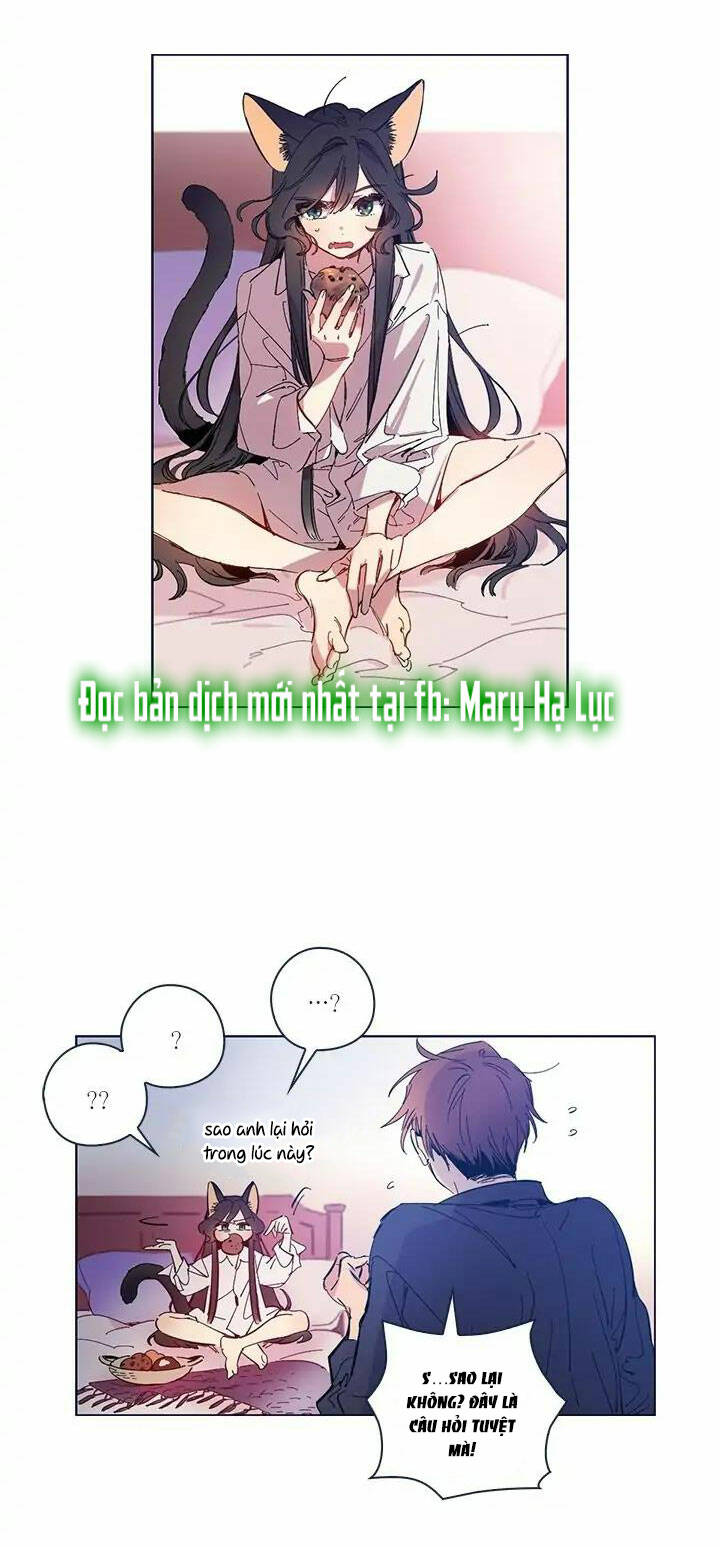 Đọc bản dịch mới nhất tại fb: Mary Hạ Lục
...?
?
??
sao anh lại hỏi
trong lúc này?
S...SAO LẠI
KHÔNG? ĐÂY LÀ
CÂU HỎI TUYỆT
MÀ!